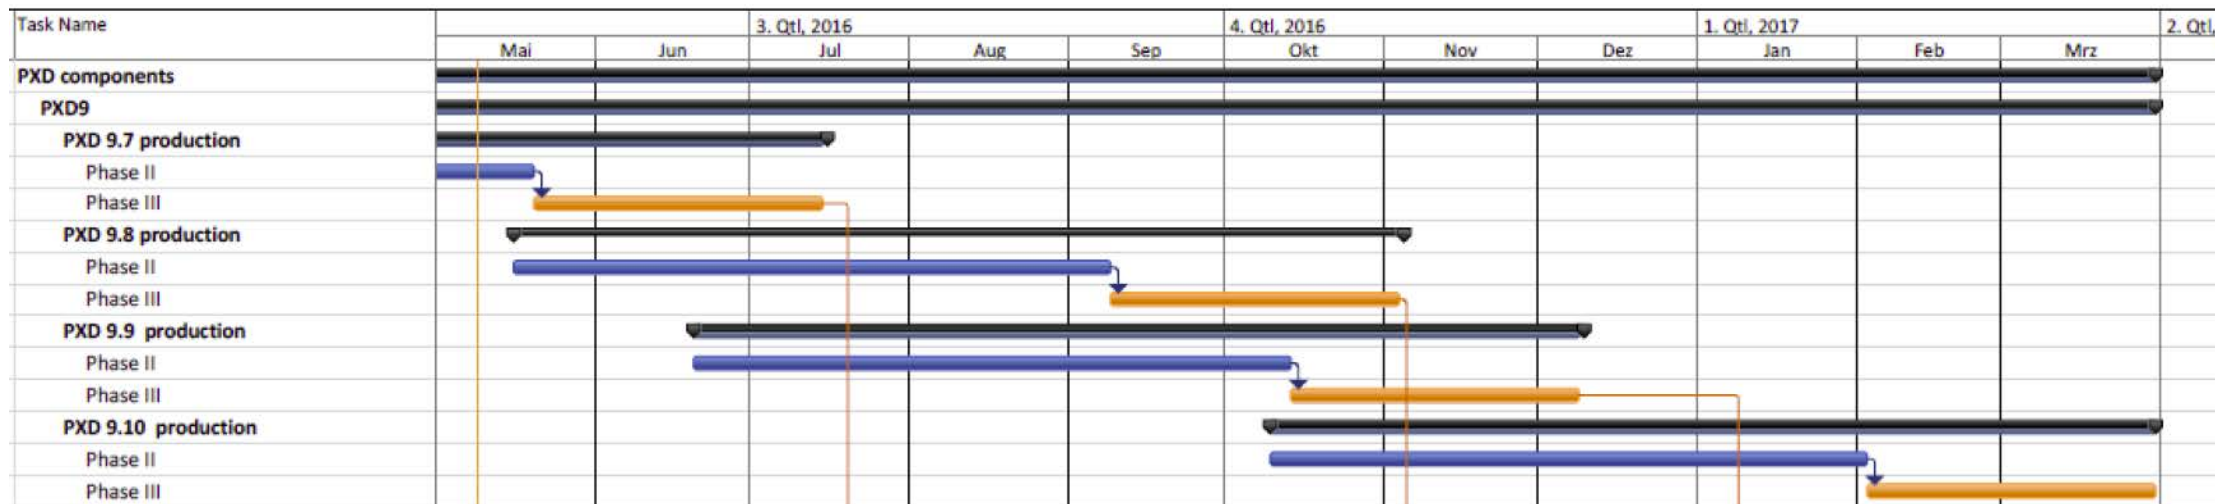 Task Name
3. Qtl, 2016
4. Qtl, 2016
1. Qtl, 2017
2. Qtl,
Mai
Jun
Jul
Aug
Sep
Okt
Nov
Dez
Jan
Feb
Mrz
PXD components
PXD9
PXD 9.7 production
Phase II
Phase III
PXD 9.8 production
Phase II
Phase III
PXD 9.9 production
Phase II
Phase III
PXD 9.10 production
Phase II
Phase III